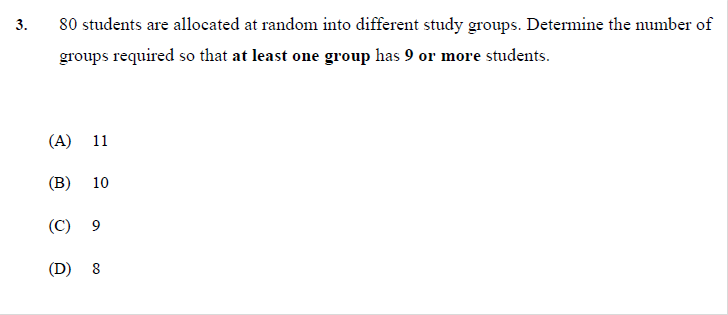 3. 80 students are allocated at random into different study groups. Determine the number of
groups required so that at least one group has 9 or more students.
(A) 11
(B) 10
(C) 9
(D) 8